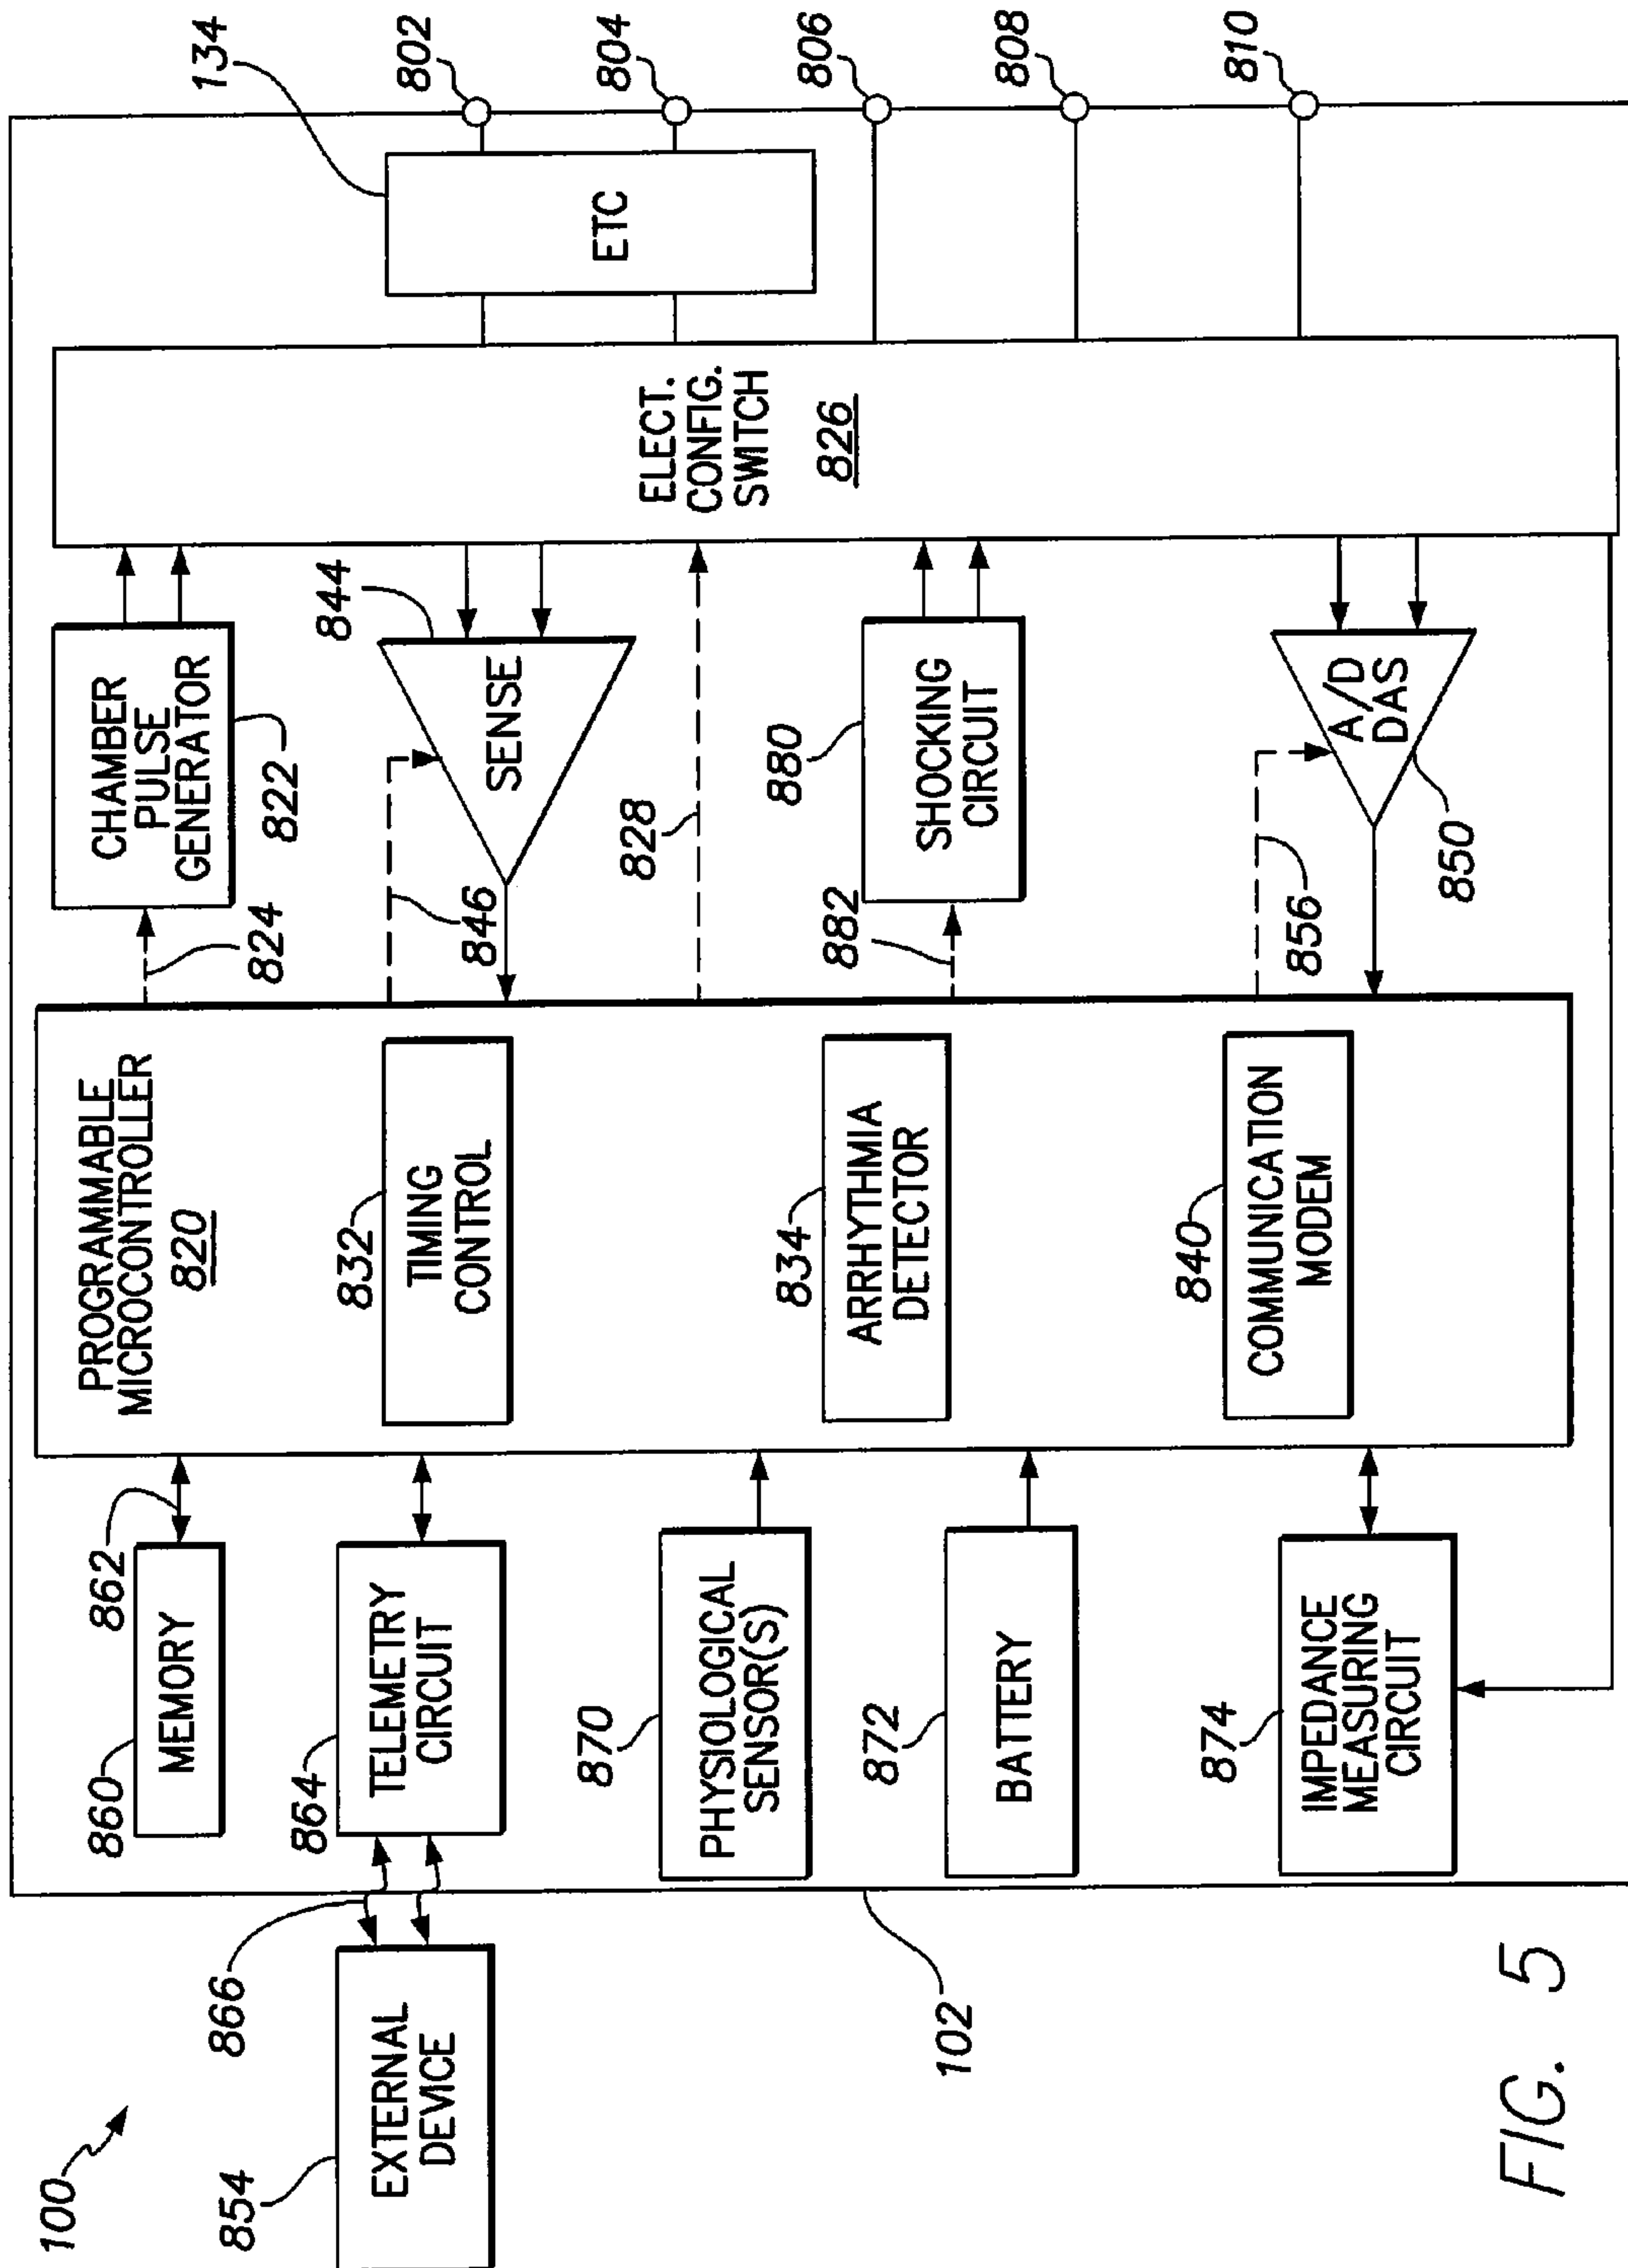 100
854
EXTERNAL
DEVICE
866
102
860
MEMORY
862
864
TELEMETRY
CIRCUIT
870
PHYSIOLOGICAL
SENSOR(S)
872
BATTERY
874
IMPEDANCE
MEASURING
CIRCUIT
PROGRAMMABLE
MICROCONTROLLER
820
832
TIMING
CONTROL
834
ARRHYTHMIA
DETECTOR
840
COMMUNICATION
MODEM
824
CHAMBER
PULSE
GENERATOR
822
846
SENSE
844
828
882
880
SHOCKING
CIRCUIT
856
A/D
DAS
850
ELECT.
CONFIG.
SWITCH
826
134
ETC
802
804
806
808
810
FIG. 5